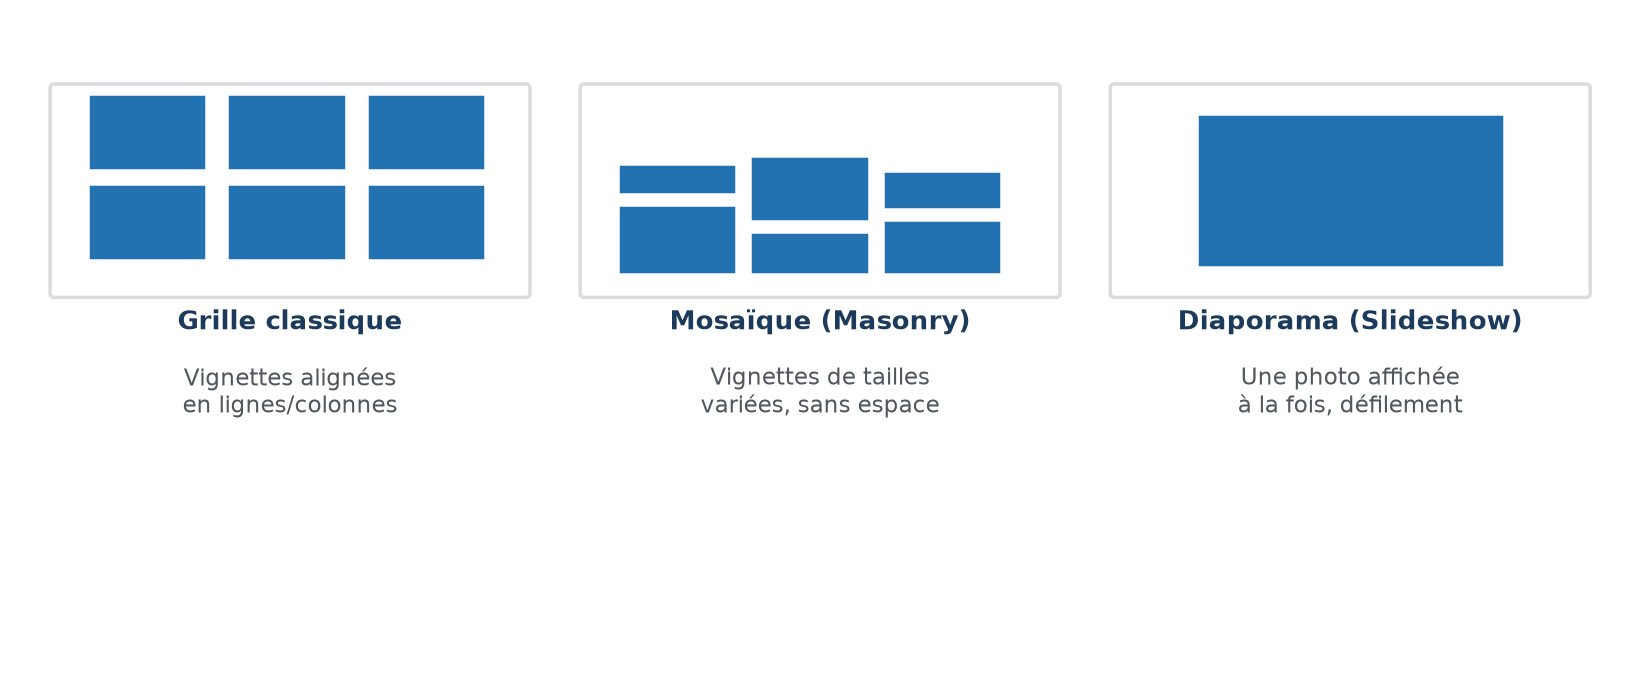 Grille classique
Vignettes alignées
en lignes/colonnes
Mosaïque (Masonry)
Vignettes de tailles
variées, sans espace
Diaporama (Slideshow)
Une photo affichée
à la fois, défilement